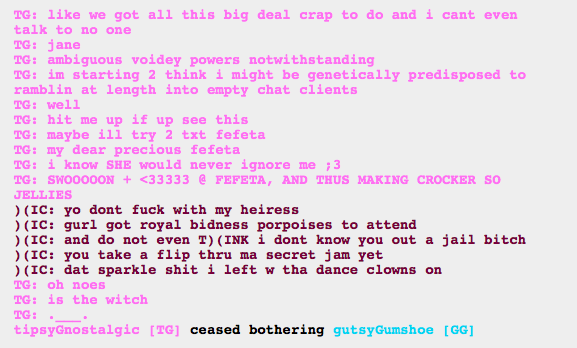 TG: like we got all this big deal crap to do and i cant even
talk to no one
TG: jane
TG: ambiguous voidey powers notwithstanding
TG: im starting 2 think i might be genetically predisposed to
ramblin at length into empty chat clients
TG: well
TG: hit me up if up see this
TG: maybe ill try 2 txt fefeta
TG: my dear precious fefeta
TG: i know SHE would never ignore me ;3
TG: SWOOOOON + <33333 @ FEFETA, AND THUS MAKING CROCKER SO
JELLIES
)(IC: yo dont fuck with my heiress
)(IC: gurl got royal bidness porpoises to attend
)(IC: and do not even T)(INK i dont know you out a jail bitch
)(IC: you take a flip thru ma secret jam yet
)(IC: dat sparkle shit i left w tha dance clowns on
TG: oh noes
TG: is the witch
TG: .___.
tipsyGnostalgic [TG] ceased bothering gutsyGumshoe [GG]